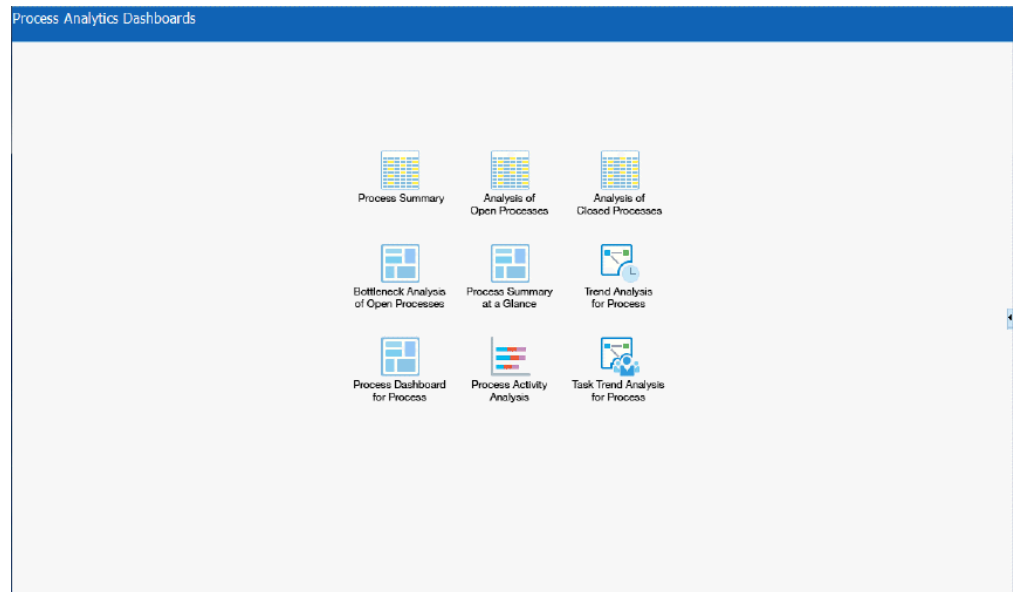 Process Analytics Dashboards
Process Summary
Analysis of
Open Processes
Analysis of
Closed Processes
Bottleneck Analysis
of Open Processes
Process Summary
at a Glance
Trend Analysis
for Process
Process Dashboard
for Process
Process Activity
Analysis
Task Trend Analysis
for Process